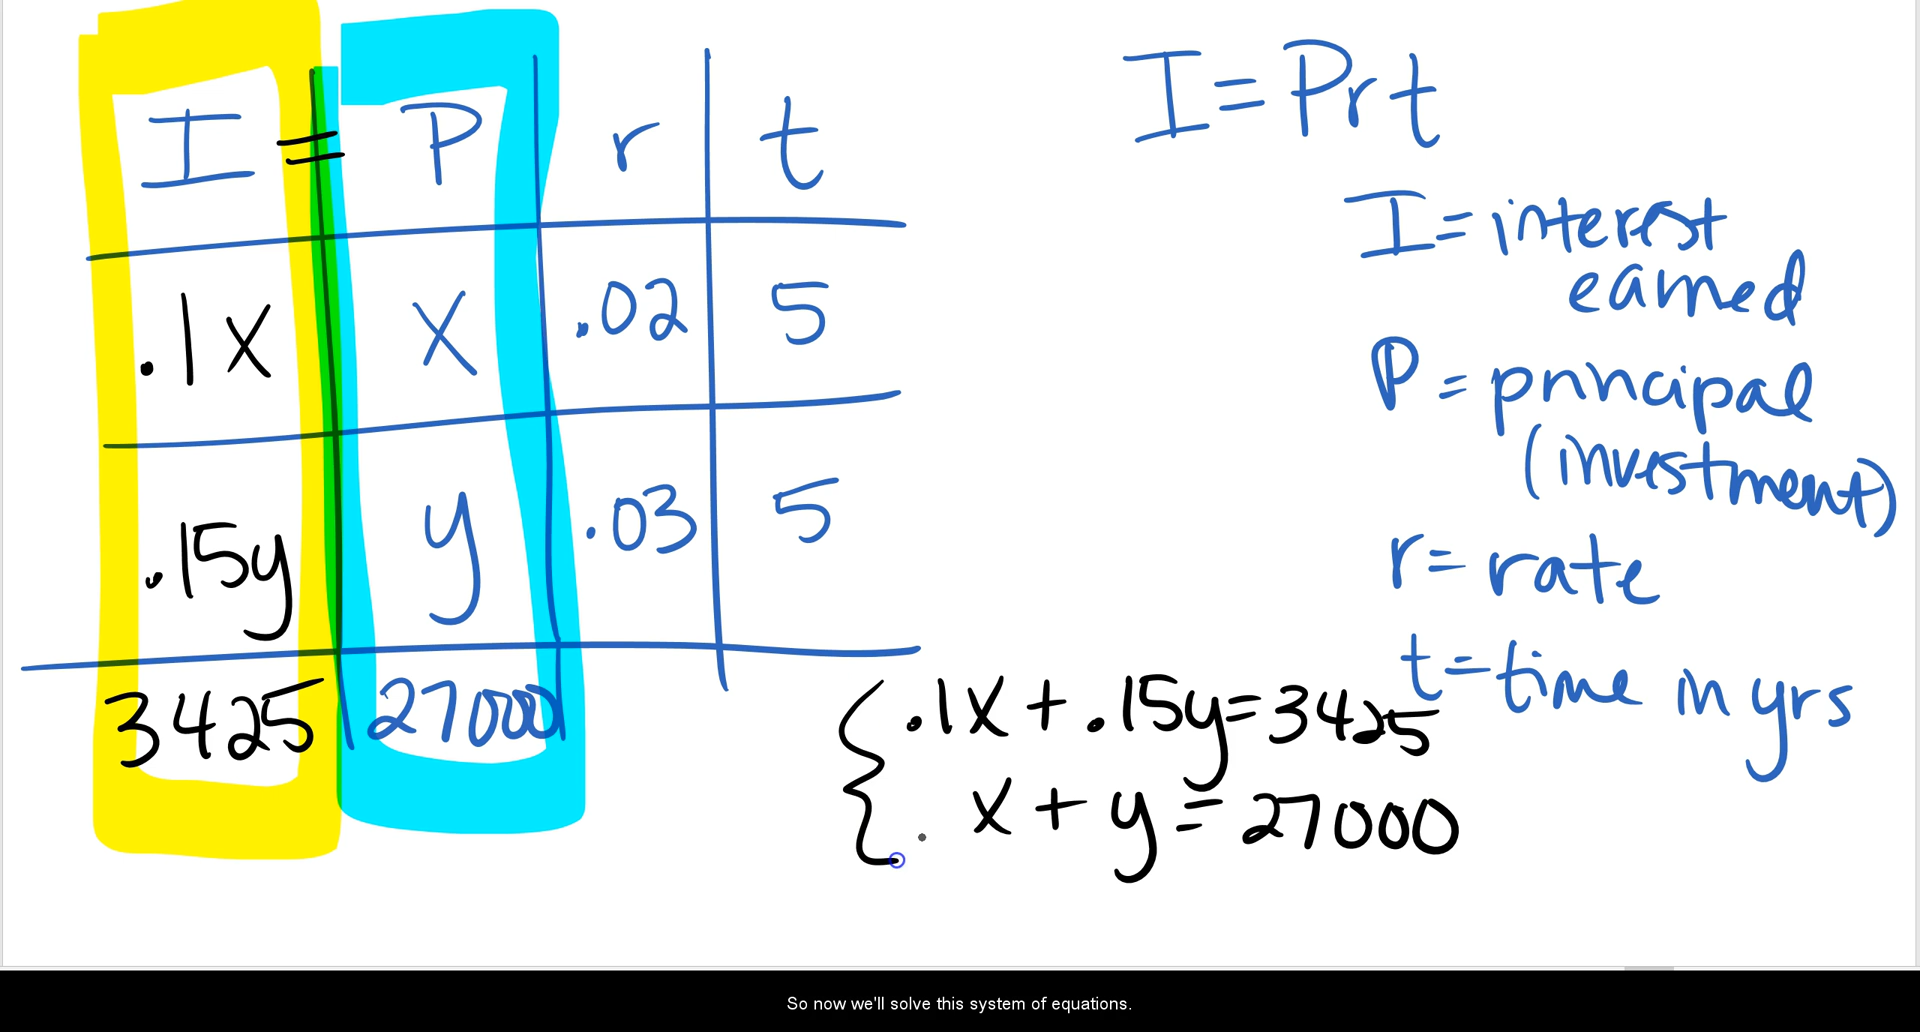 I = P r t
.1x x .02 5
.15y y .03 5
3425 27000
I = Prt
I = interest
earned
P = principal
(investment)
r = rate
t = time in yrs
.1x + .15y = 3425
x + y = 27000
So now we'll solve this system of equations.